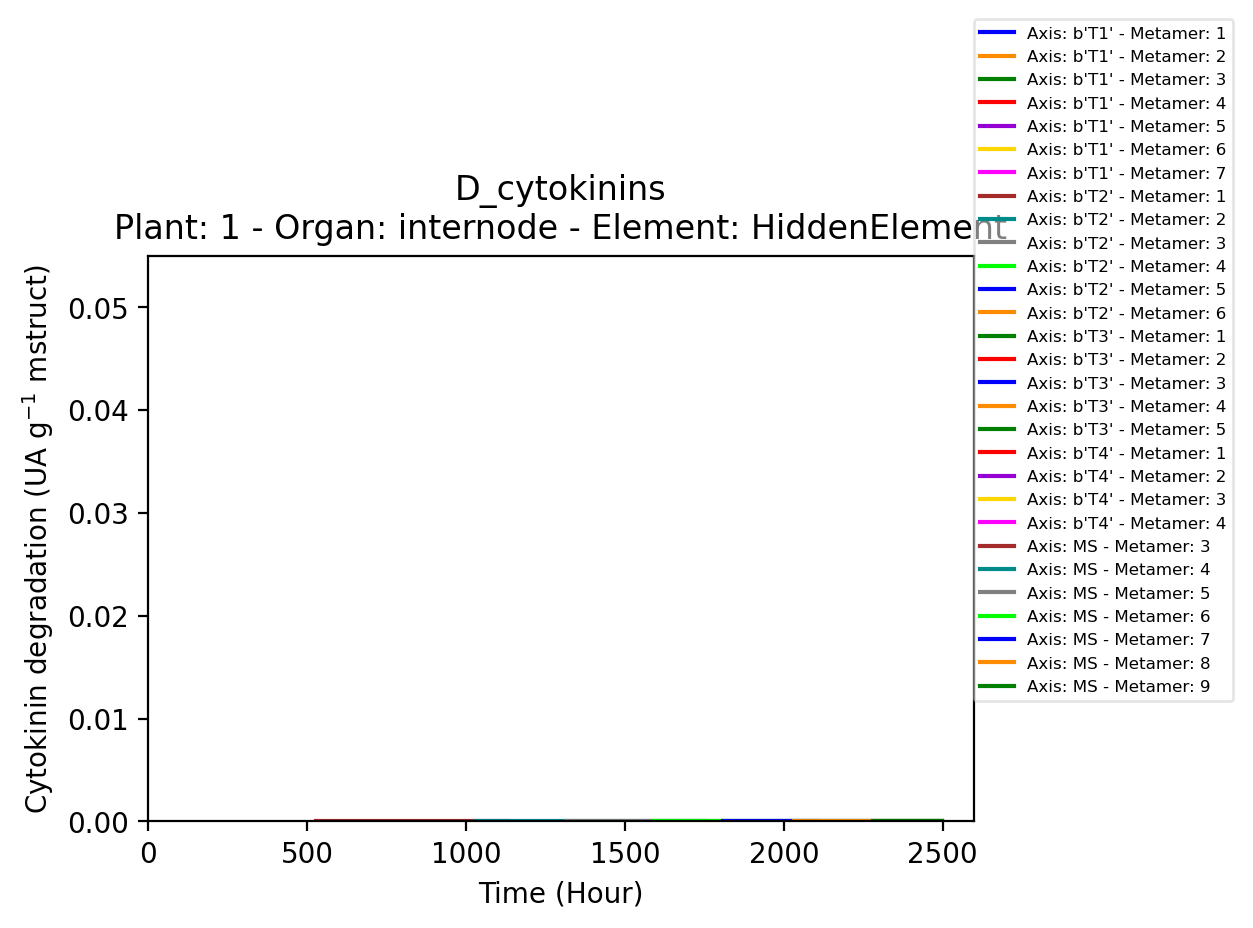 D_cytokinins
Plant: 1 - Organ: internode - Element: HiddenElement
Cytokinin degradation (UA g⁻¹ mstruct)
0.05
0.04
0.03
0.02
0.01
0.00
0 500 1000 1500 2000 2500
Time (Hour)
Axis: b'T1' - Metamer: 1
Axis: b'T1' - Metamer: 2
Axis: b'T1' - Metamer: 3
Axis: b'T1' - Metamer: 4
Axis: b'T1' - Metamer: 5
Axis: b'T1' - Metamer: 6
Axis: b'T1' - Metamer: 7
Axis: b'T2' - Metamer: 1
Axis: b'T2' - Metamer: 2
Axis: b'T2' - Metamer: 3
Axis: b'T2' - Metamer: 4
Axis: b'T2' - Metamer: 5
Axis: b'T2' - Metamer: 6
Axis: b'T3' - Metamer: 1
Axis: b'T3' - Metamer: 2
Axis: b'T3' - Metamer: 3
Axis: b'T3' - Metamer: 4
Axis: b'T3' - Metamer: 5
Axis: b'T4' - Metamer: 1
Axis: b'T4' - Metamer: 2
Axis: b'T4' - Metamer: 3
Axis: b'T4' - Metamer: 4
Axis: MS - Metamer: 3
Axis: MS - Metamer: 4
Axis: MS - Metamer: 5
Axis: MS - Metamer: 6
Axis: MS - Metamer: 7
Axis: MS - Metamer: 8
Axis: MS - Metamer: 9